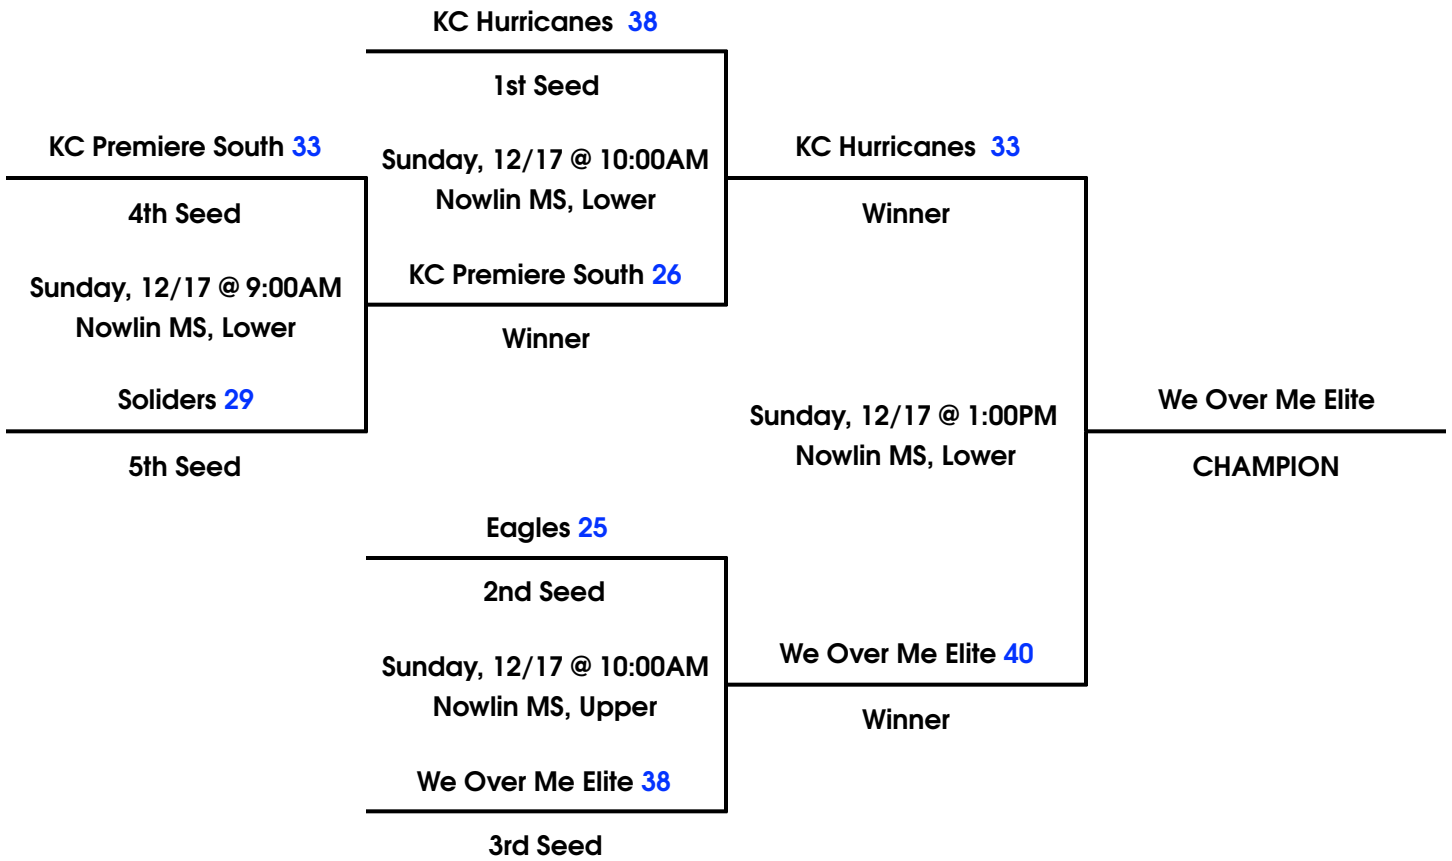 KC Hurricanes 38
1st Seed
KC Premiere South 33
Sunday, 12/17 @ 10:00AM
Nowlin MS, Lower
KC Hurricanes 33
4th Seed
Winner
Sunday, 12/17 @ 9:00AM
Nowlin MS, Lower
KC Premiere South 26
Winner
Soliders 29
5th Seed
Sunday, 12/17 @ 1:00PM
Nowlin MS, Lower
We Over Me Elite
CHAMPION
Eagles 25
2nd Seed
Sunday, 12/17 @ 10:00AM
Nowlin MS, Upper
We Over Me Elite 40
Winner
We Over Me Elite 38
3rd Seed